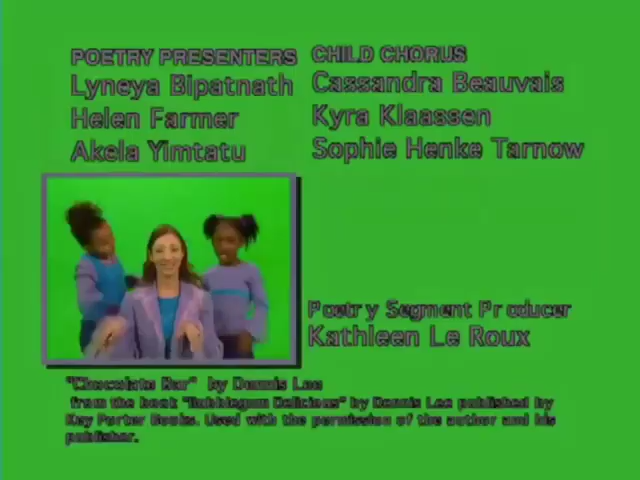 POETRY PRESENTERS
Lyneya Bipatnath
Helen Farmer
Akela Yimtatu
CHILD CHORUS
Cassandra Beauvais
Kyra Klaassen
Sophie Henke Tarnow
Poetry Segment Producer
Kathleen Le Roux
"Chocolate Bar" by Dennis Lee
from the book "Bubblegum Delicious" by Dennis Lee published by
Key Porter Books. Used with the permission of the author and his
publisher.